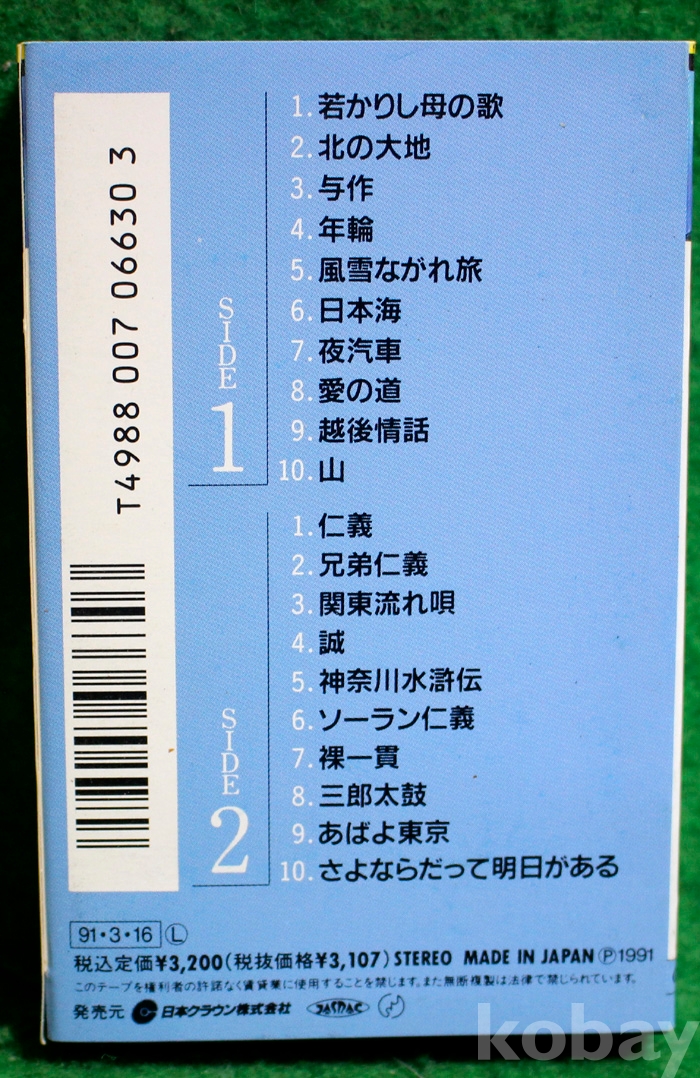 T4988 007 06630 3
SIDE 1
1. 若かりし母の歌
2. 北の大地
3. 与作
4. 年輪
5. 風雪ながれ旅
6. 日本海
7. 夜汽車
8. 愛の道
9. 越後情話
10. 山
SIDE 2
1. 仁義
2. 兄弟仁義
3. 関東流れ唄
4. 誠
5. 神奈川水滸伝
6. ソーラン仁義
7. 裸一貫
8. 三郎太鼓
9. あばよ東京
10. さよならだって明日がある
91・3・16 Ⓛ
税込定価¥3,200(税抜価格¥3,107) STEREO MADE IN JAPAN Ⓟ1991
このテープを権利者の許諾なく賃貸業に使用することを禁じます。また無断複製は法律で禁じられています。
発売元 日本クラウン株式会社 JASRAC
kobay